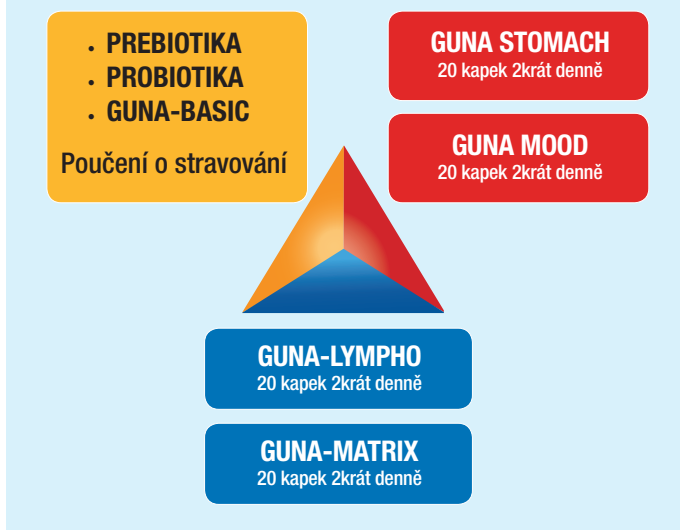 • PREBIOTIKA
• PROBIOTIKA
• GUNA-BASIC
Poučení o stravování
GUNA STOMACH
20 kapek 2krát denně
GUNA MOOD
20 kapek 2krát denně
GUNA-LYMPHO
20 kapek 2krát denně
GUNA-MATRIX
20 kapek 2krát denně